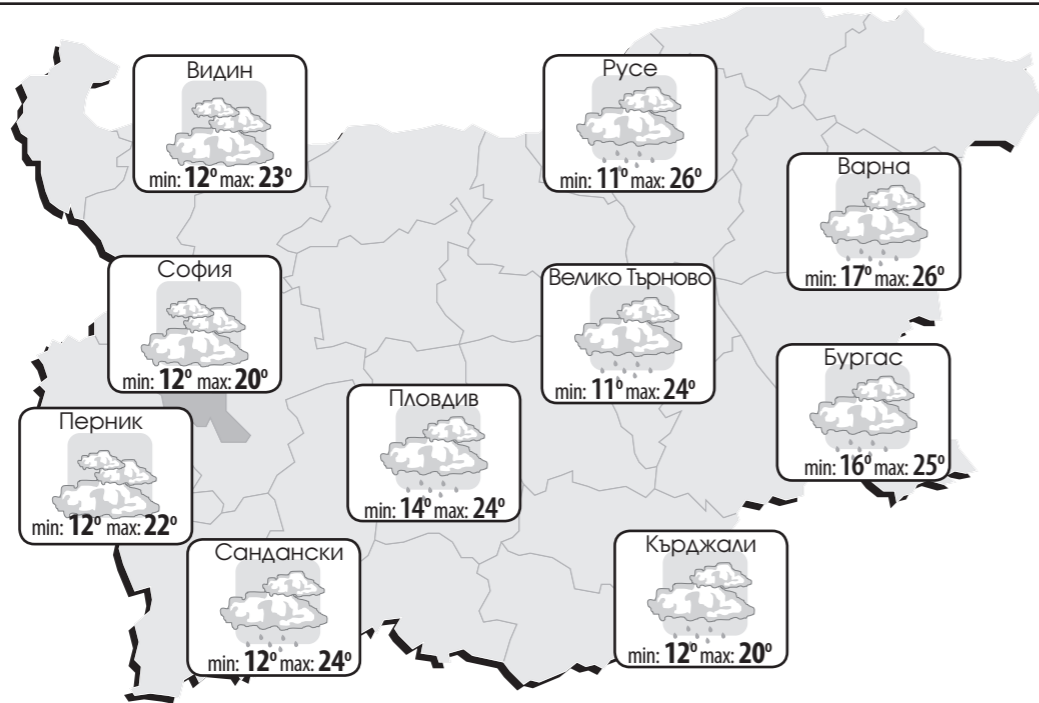 Видин
min: 12° max: 23°
Русе
min: 11° max: 26°
Варна
min: 17° max: 26°
София
min: 12° max: 20°
Велико Търново
min: 11° max: 24°
Бургас
min: 16° max: 25°
Пловдив
min: 14° max: 24°
Перник
min: 12° max: 22°
Сандански
min: 12° max: 24°
Кърджали
min: 12° max: 20°